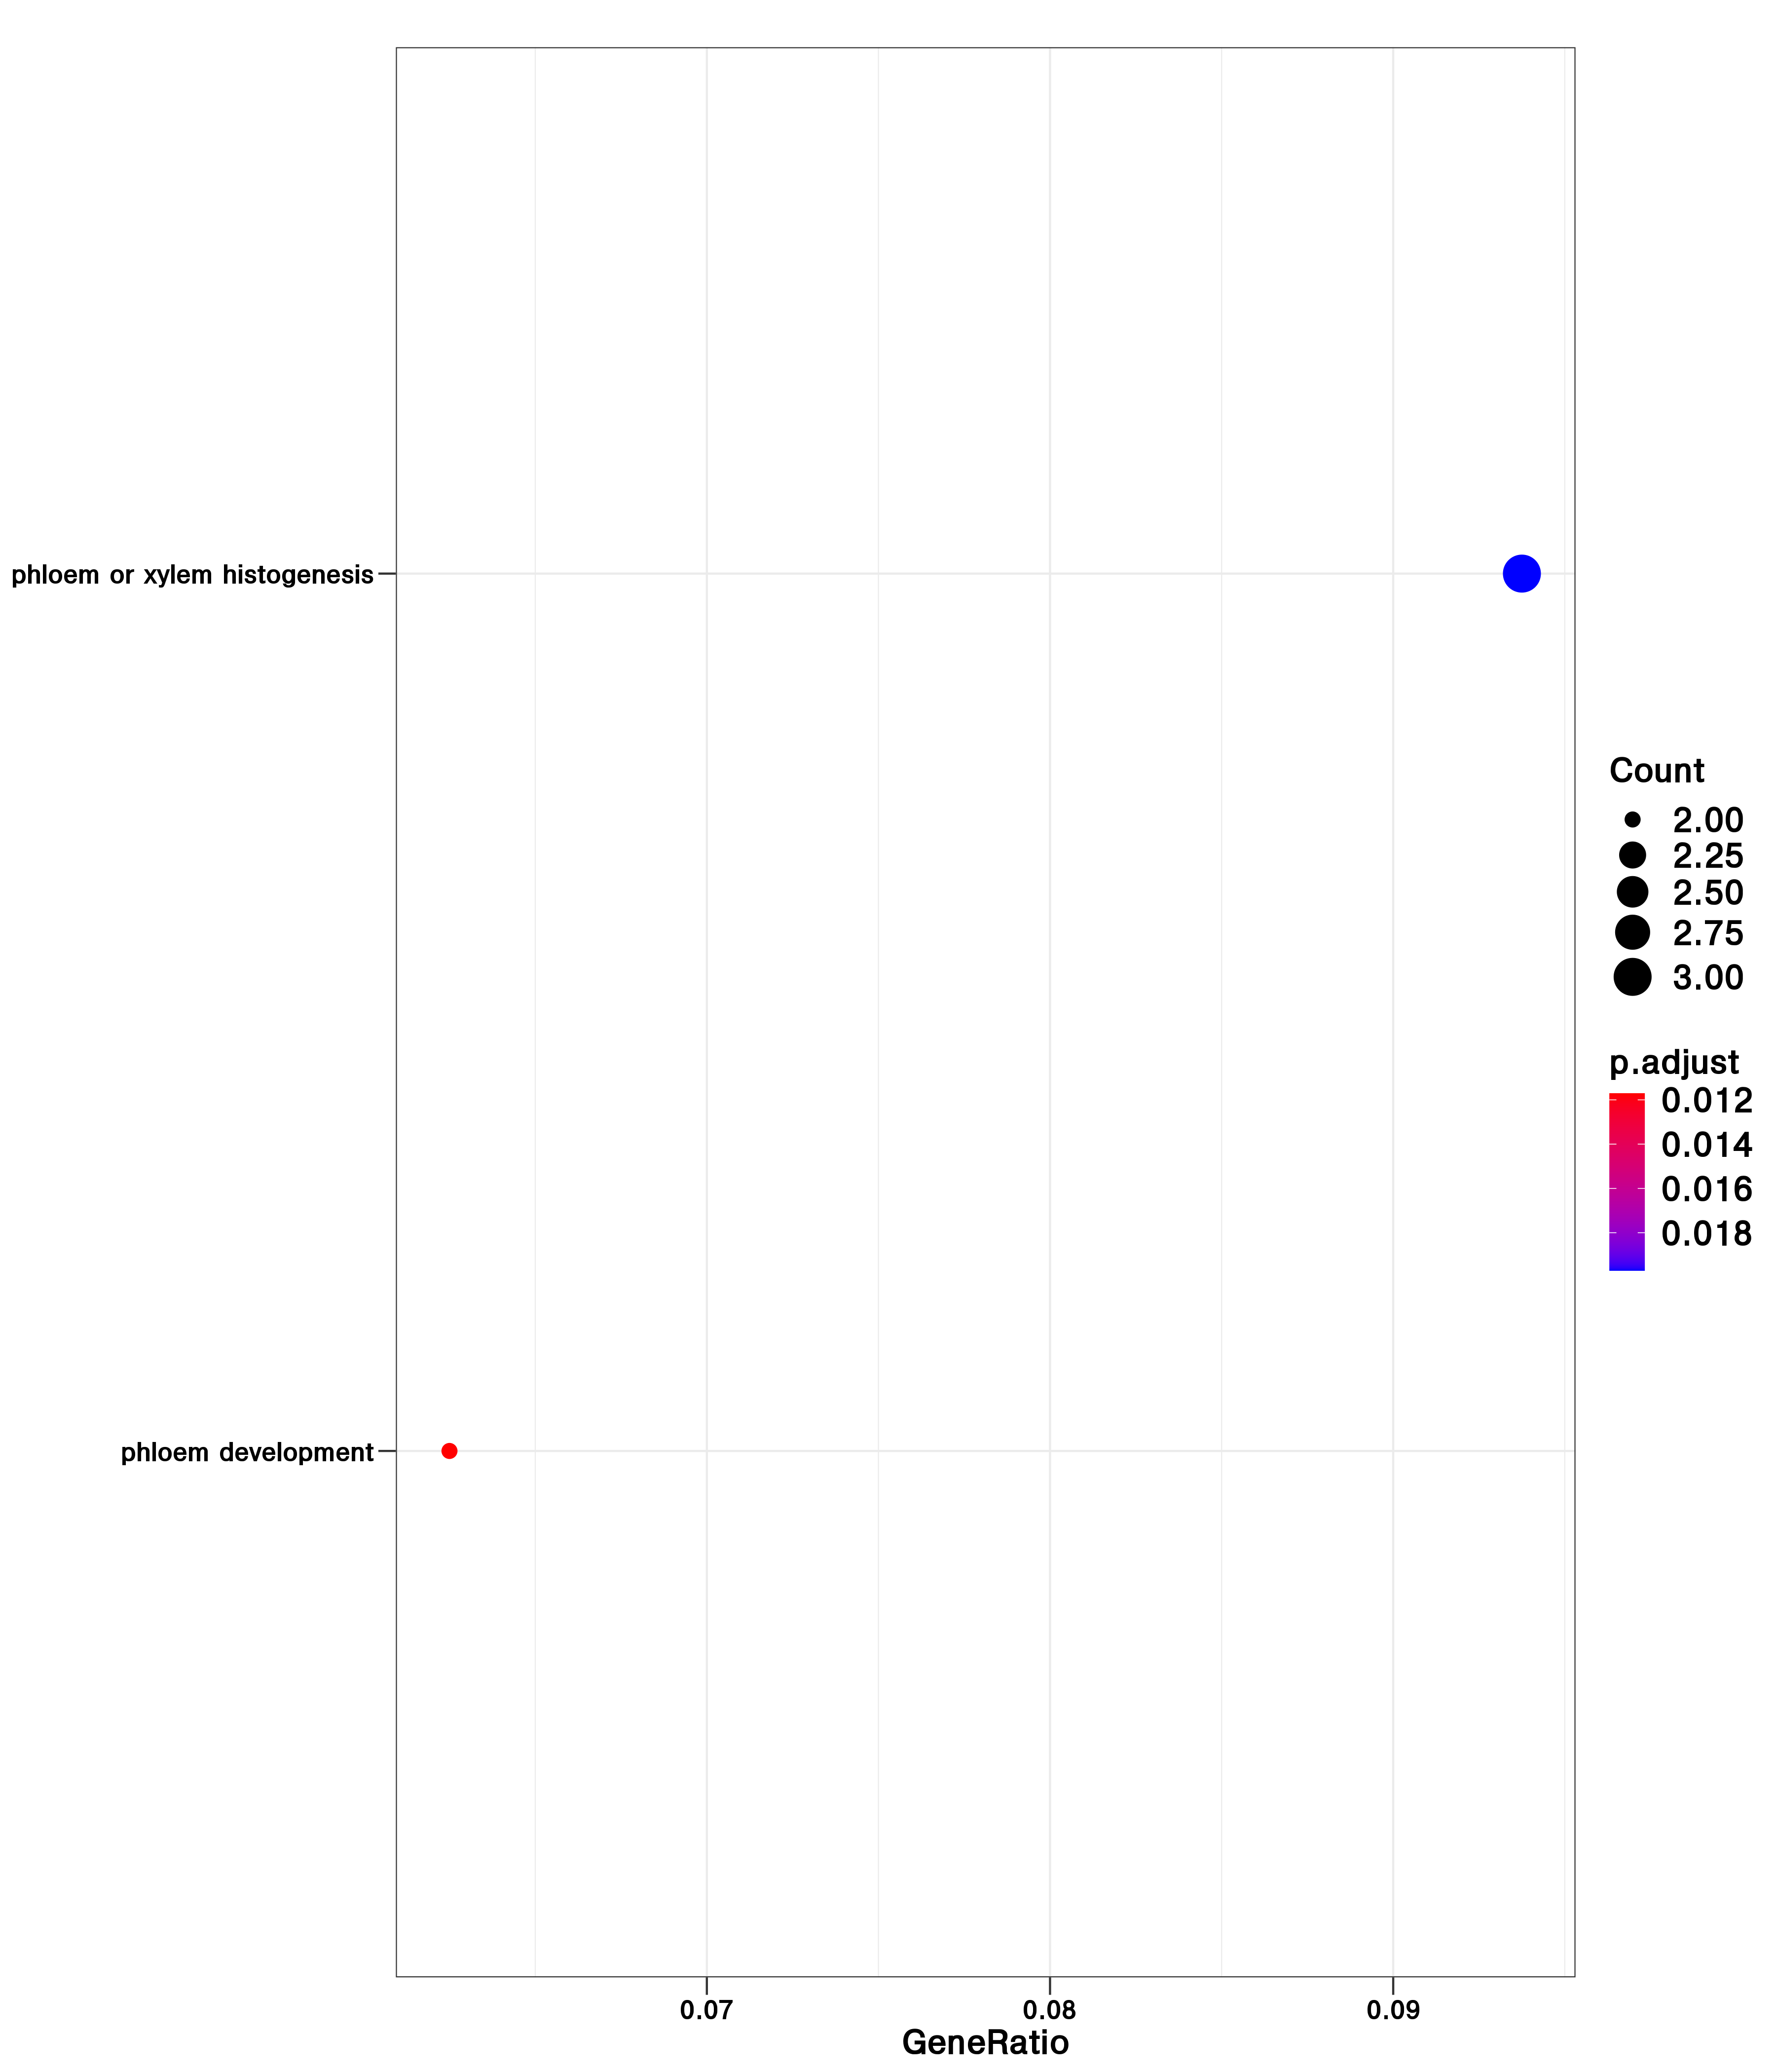 phloem or xylem histogenesis
phloem development
0.07
0.08
0.09
GeneRatio
Count
2.00
2.25
2.50
2.75
3.00
p.adjust
0.012
0.014
0.016
0.018